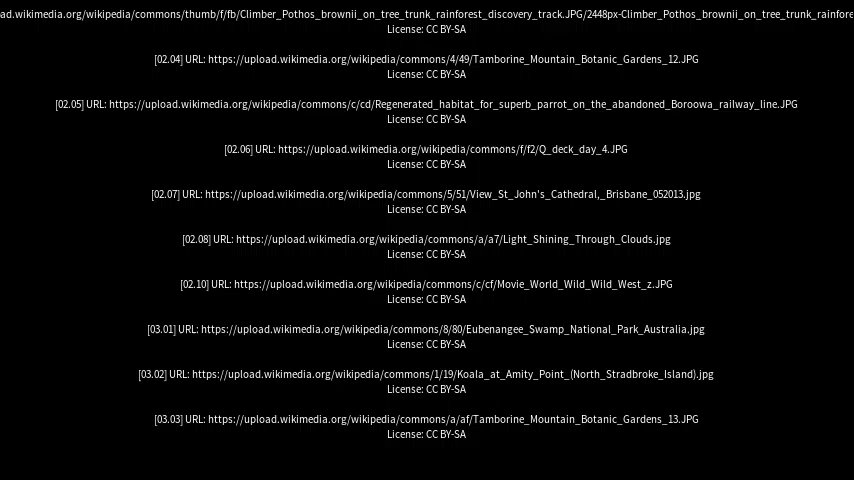 ad.wikimedia.org/wikipedia/commons/thumb/f/fb/Climber_Pothos_brownii_on_tree_trunk_rainforest_discovery_track.JPG/2448px-Climber_Pothos_brownii_on_tree_trunk_rainfore
License: CC BY-SA
[02.04] URL: https://upload.wikimedia.org/wikipedia/commons/4/49/Tamborine_Mountain_Botanic_Gardens_12.JPG
License: CC BY-SA
[02.05] URL: https://upload.wikimedia.org/wikipedia/commons/c/cd/Regenerated_habitat_for_superb_parrot_on_the_abandoned_Boroowa_railway_line.JPG
License: CC BY-SA
[02.06] URL: https://upload.wikimedia.org/wikipedia/commons/f/f2/Q_deck_day_4.JPG
License: CC BY-SA
[02.07] URL: https://upload.wikimedia.org/wikipedia/commons/5/51/View_St_John's_Cathedral,_Brisbane_052013.jpg
License: CC BY-SA
[02.08] URL: https://upload.wikimedia.org/wikipedia/commons/a/a7/Light_Shining_Through_Clouds.jpg
License: CC BY-SA
[02.10] URL: https://upload.wikimedia.org/wikipedia/commons/c/cf/Movie_World_Wild_Wild_West_z.JPG
License: CC BY-SA
[03.01] URL: https://upload.wikimedia.org/wikipedia/commons/8/80/Eubenangee_Swamp_National_Park_Australia.jpg
License: CC BY-SA
[03.02] URL: https://upload.wikimedia.org/wikipedia/commons/1/19/Koala_at_Amity_Point_(North_Stradbroke_Island).jpg
License: CC BY-SA
[03.03] URL: https://upload.wikimedia.org/wikipedia/commons/a/af/Tamborine_Mountain_Botanic_Gardens_13.JPG
License: CC BY-SA